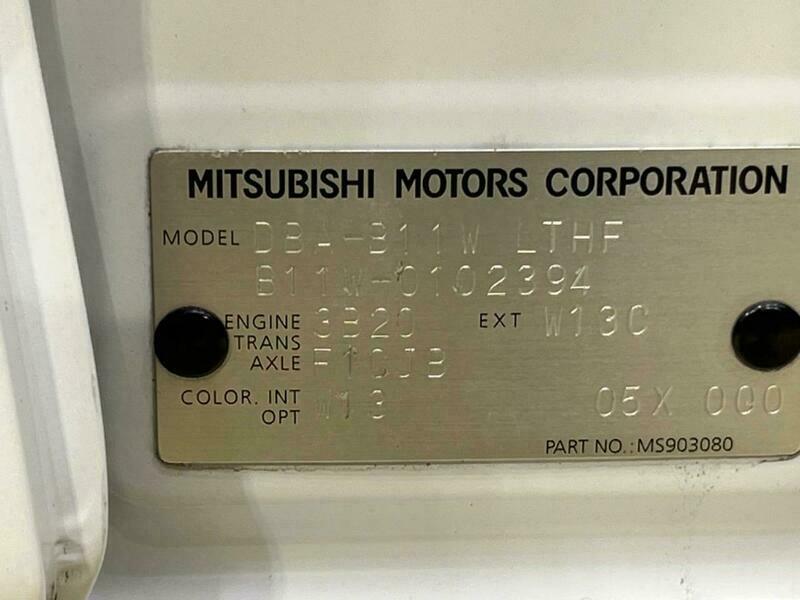 MITSUBISHI MOTORS CORPORATION
MODEL DBA-B11W LTHF
B11W-0102394
ENGINE 3B20 EXT W13C
TRANS
AXLE F1CJB
COLOR. INT W13 05X 000
OPT
PART NO.: MS903080